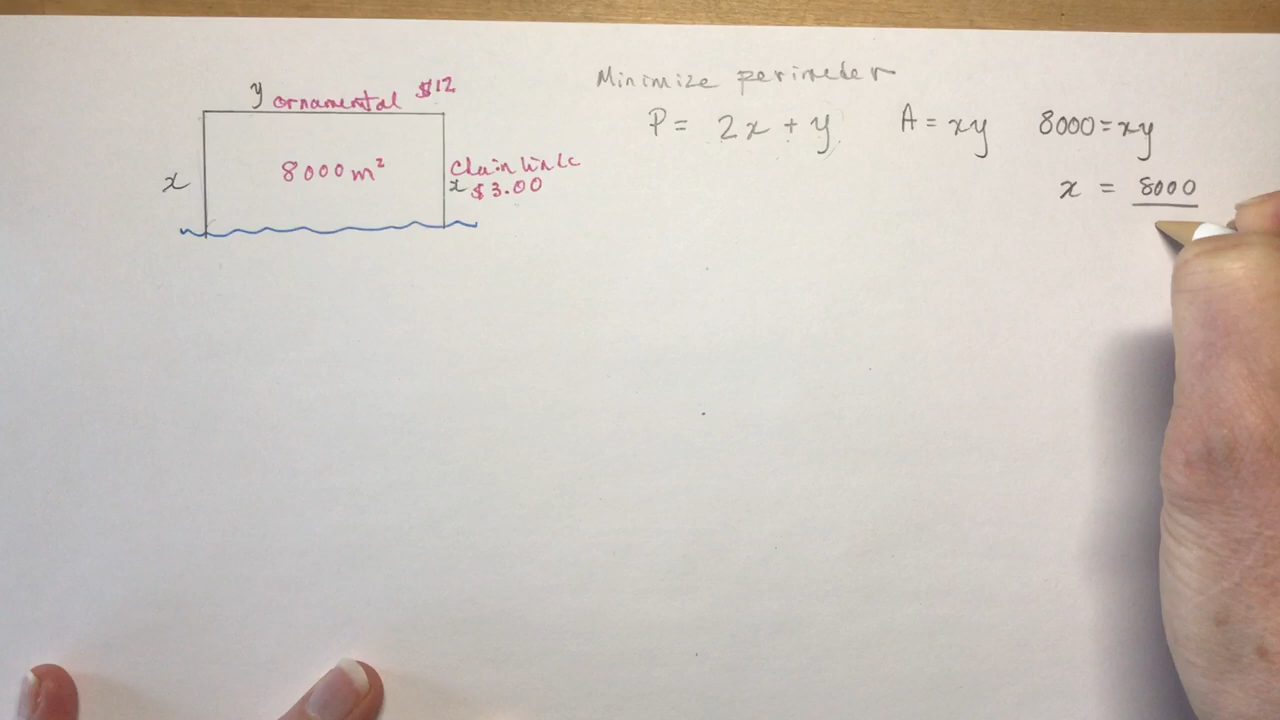 Minimize perimeter
y ornamental $12
P = 2x + y A = xy 8000 = xy
x 8000 m² Chain link
x $3.00
x = 8000